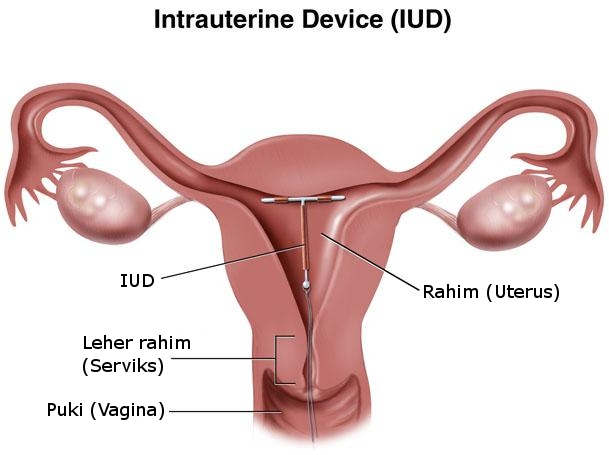 Intrauterine Device (IUD)
IUD
Rahim (Uterus)
Leher rahim
(Serviks)
Puki (Vagina)